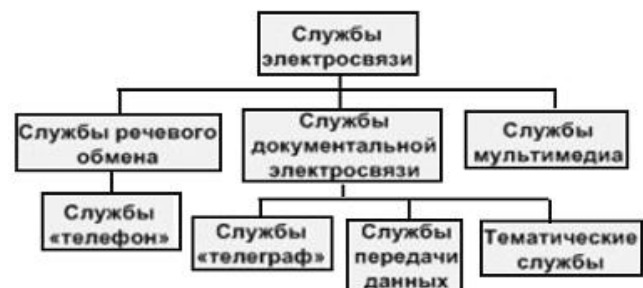 Службы
электросвязи
Службы речевого
обмена
Службы
документальной
электросвязи
Службы
мультимедиа
Службы
«телефон»
Службы
«телеграф»
Службы
передачи
данных
Тематические
службы